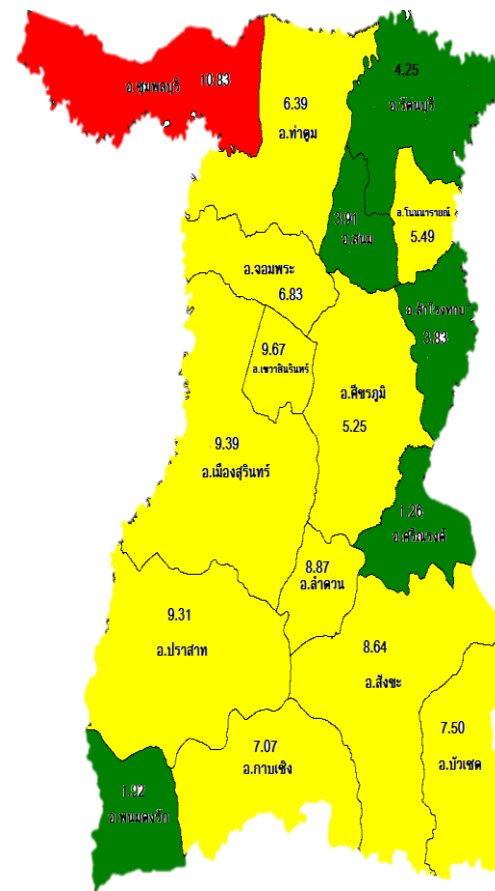 อ.ชุมพลบุรี 10.83
6.39
อ.ท่าตูม
4.25
อ.รัตนบุรี
3.91
อ.สนม
อ.โนนนารายณ์
5.49
อ.จอมพระ
6.83
อ.สำโรงทาบ
3.83
9.67
อ.เขวาสินรินทร์
อ.ศีขรภูมิ
5.25
9.39
อ.เมืองสุรินทร์
1.26
อ.ศรีณรงค์
8.87
อ.ลำดวน
9.31
อ.ปราสาท
8.64
อ.สังขะ
7.50
อ.บัวเชด
7.07
อ.กาบเชิง
1.92
อ.พนมดงรัก